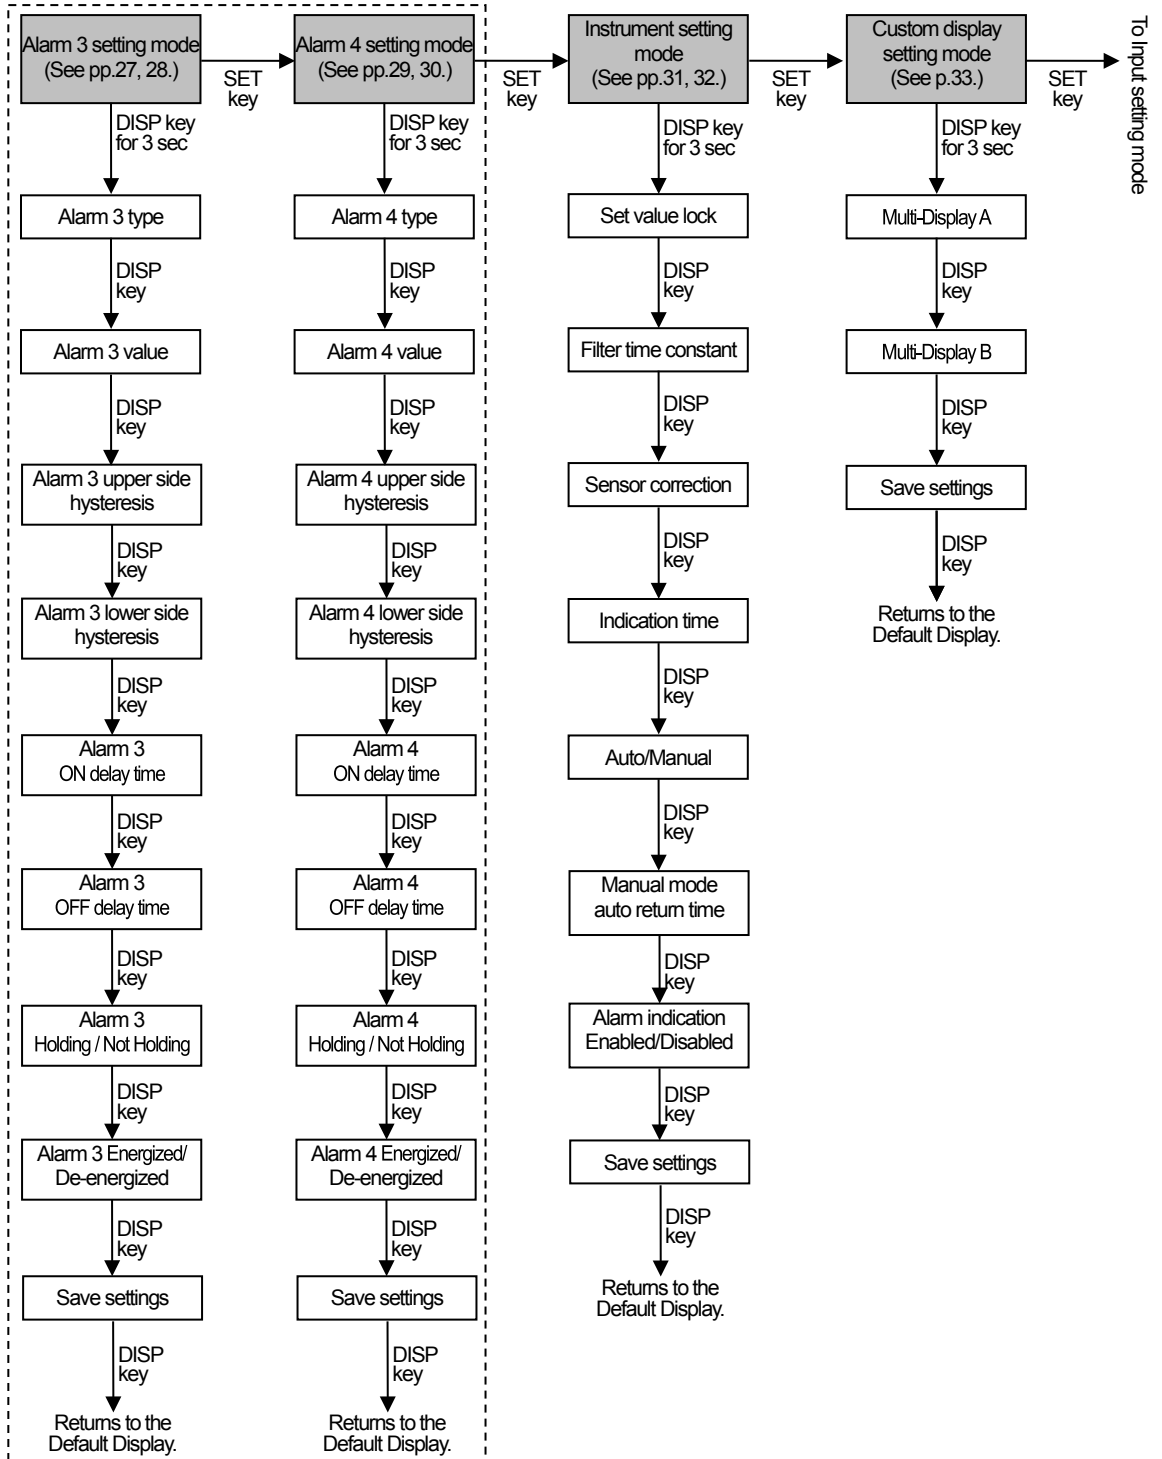 Alarm 3 setting mode
(See pp.27, 28.)
SET
key
Alarm 4 setting mode
(See pp.29, 30.)
SET
key
Instrument setting
mode
(See pp.31, 32.)
SET
key
Custom display
setting mode
(See p.33.)
SET
key
To Input setting mode
DISP key
for 3 sec
Alarm 3 type
DISP
key
Alarm 3 value
DISP
key
Alarm 3 upper side
hysteresis
DISP
key
Alarm 3 lower side
hysteresis
DISP
key
Alarm 3
ON delay time
DISP
key
Alarm 3
OFF delay time
DISP
key
Alarm 3
Holding / Not Holding
DISP
key
Alarm 3 Energized/
De-energized
DISP
key
Save settings
DISP
key
Returns to the
Default Display.
DISP key
for 3 sec
Alarm 4 type
DISP
key
Alarm 4 value
DISP
key
Alarm 4 upper side
hysteresis
DISP
key
Alarm 4 lower side
hysteresis
DISP
key
Alarm 4
ON delay time
DISP
key
Alarm 4
OFF delay time
DISP
key
Alarm 4
Holding / Not Holding
DISP
key
Alarm 4 Energized/
De-energized
DISP
key
Save settings
DISP
key
Returns to the
Default Display.
DISP key
for 3 sec
Set value lock
DISP
key
Filter time constant
DISP
key
Sensor correction
DISP
key
Indication time
DISP
key
Auto/Manual
DISP
key
Manual mode
auto return time
DISP
key
Alarm indication
Enabled/Disabled
DISP
key
Save settings
DISP
key
Returns to the
Default Display.
DISP key
for 3 sec
Multi-Display A
DISP
key
Multi-Display B
DISP
key
Save settings
DISP
key
Returns to the
Default Display.